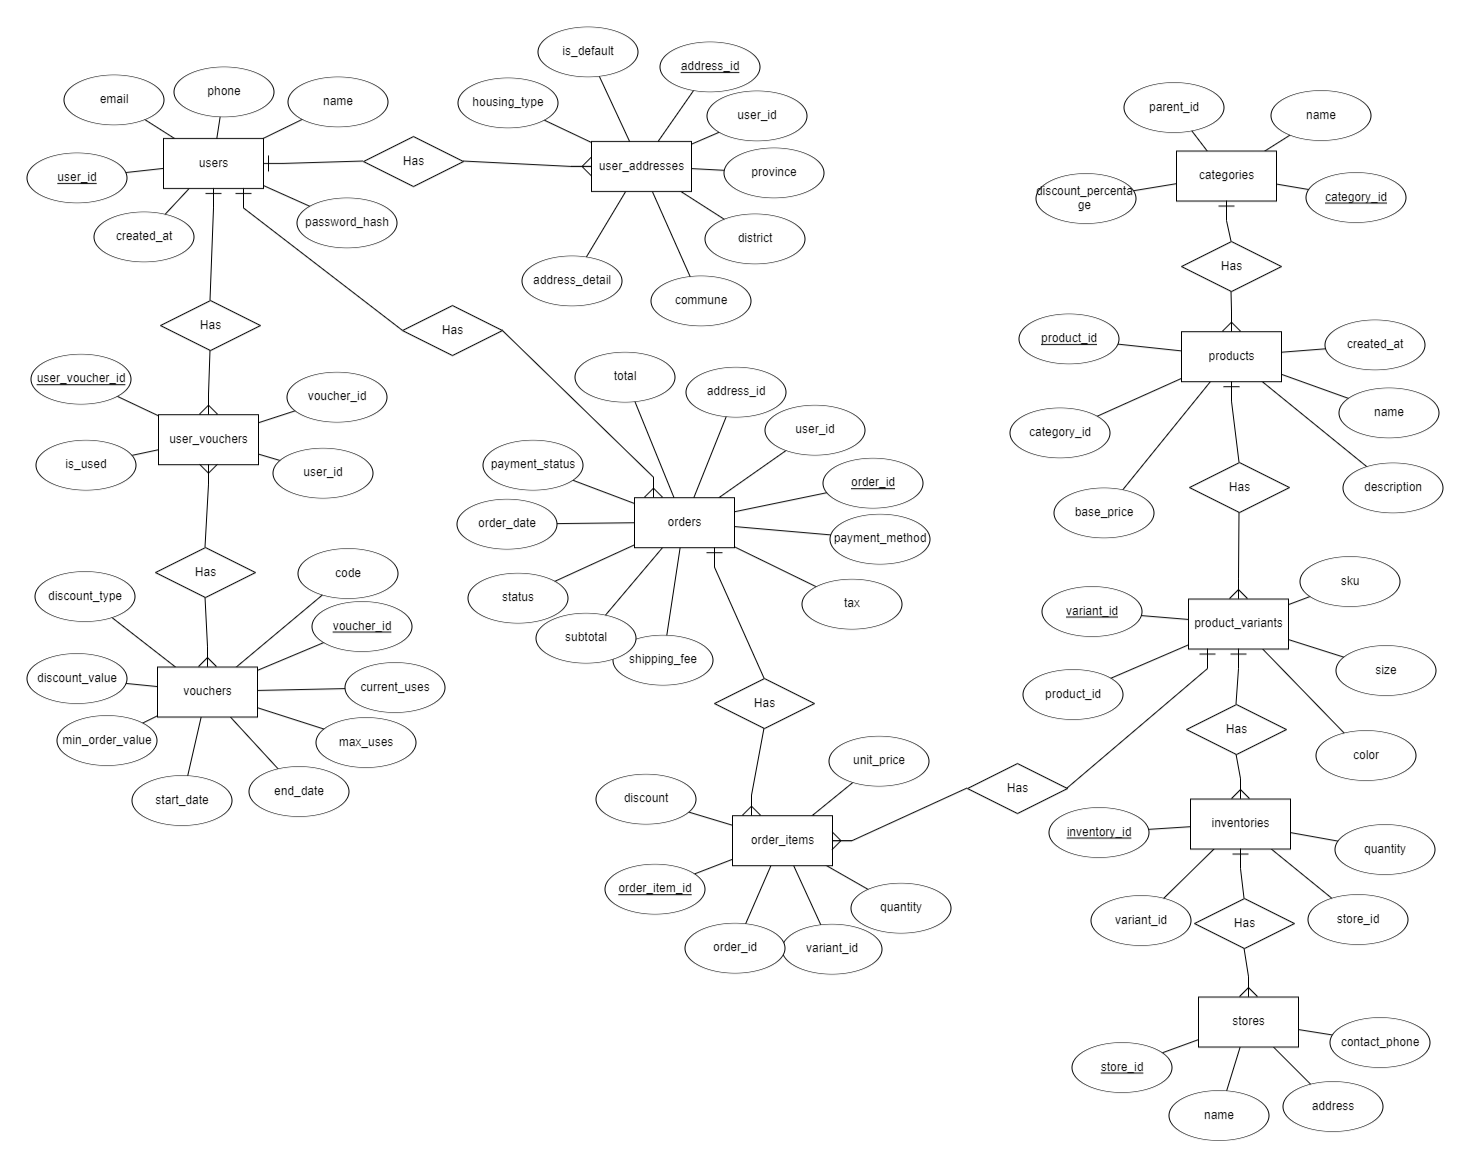 is_default
address_id
email
phone
name
housing_type
user_id
parent_id
name
users
Has
user_addresses
province
user_id
categories
discount_percenta
ge
category_id
created_at
password_hash
district
address_detail
commune
Has
Has
Has
user_voucher_id
voucher_id
total
address_id
user_id
product_id
products
created_at
category_id
name
user_vouchers
is_used
user_id
payment_status
order_id
Has
description
order_date
orders
payment_method
base_price
Has
code
discount_type
voucher_id
status
tax
subtotal
shipping_fee
variant_id
sku
product_variants
discount_value
vouchers
current_uses
product_id
size
min_order_value
max_uses
Has
Has
color
start_date
end_date
unit_price
discount
Has
order_items
inventory_id
inventories
quantity
order_item_id
quantity
order_id
variant_id
variant_id
Has
store_id
stores
contact_phone
store_id
name
address